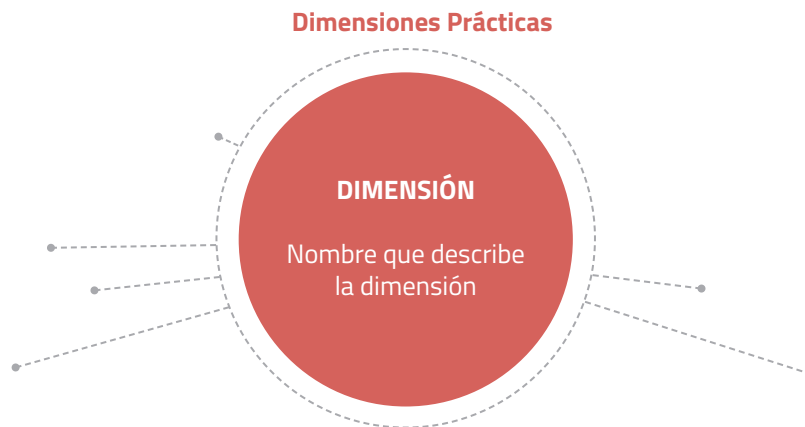 Dimensiones Prácticas
DIMENSIÓN
Nombre que describe
la dimensión